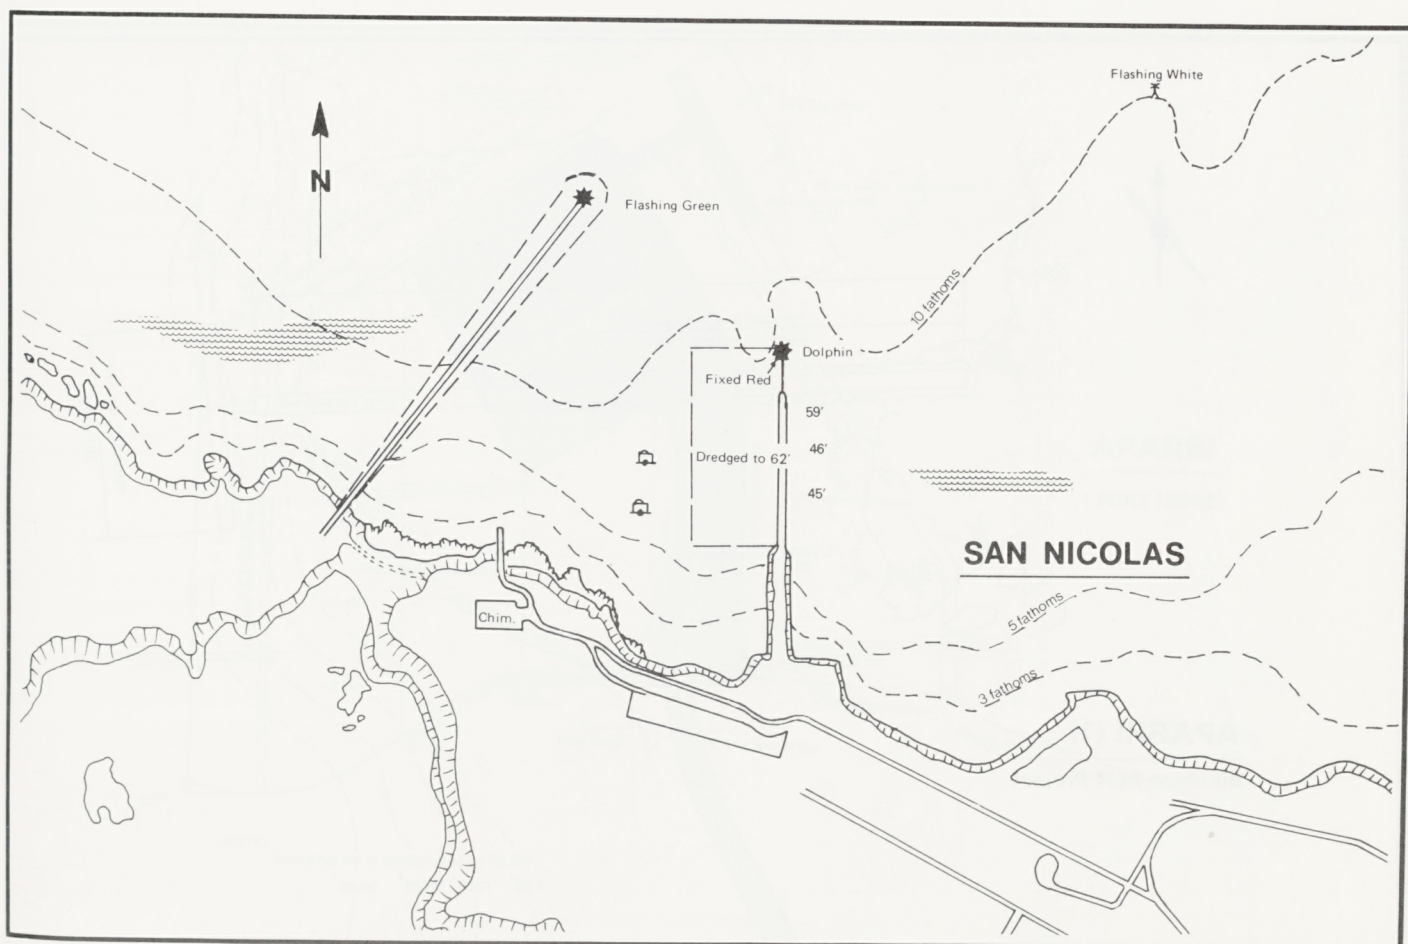 Flashing White
N
Flashing Green
10 fathoms
Dolphin
Fixed Red
59'
46'
Dredged to 62'
45'
SAN NICOLAS
Chim.
5 fathoms
3 fathoms